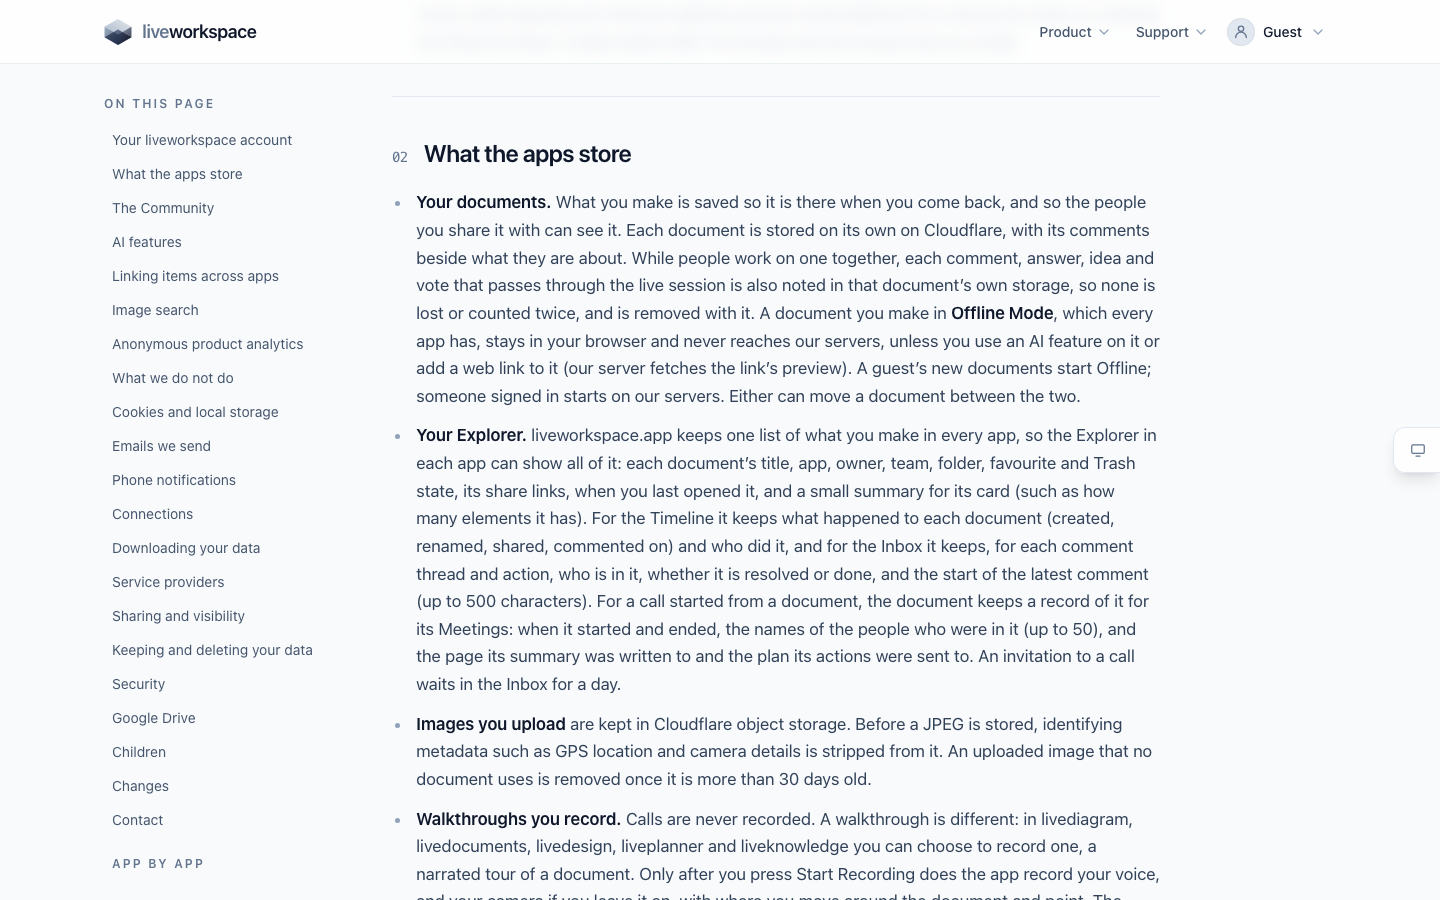 liveworkspace
Product
Support
Guest
ON THIS PAGE
Your liveworkspace account
What the apps store
The Community
AI features
Linking items across apps
Image search
Anonymous product analytics
What we do not do
Cookies and local storage
Emails we send
Phone notifications
Connections
Downloading your data
Service providers
Sharing and visibility
Keeping and deleting your data
Security
Google Drive
Children
Changes
Contact
APP BY APP
02 What the apps store
Your documents. What you make is saved so it is there when you come back, and so the people
you share it with can see it. Each document is stored on its own on Cloudflare, with its comments
beside what they are about. While people work on one together, each comment, answer, idea and
vote that passes through the live session is also noted in that document’s own storage, so none is
lost or counted twice, and is removed with it. A document you make in Offline Mode, which every
app has, stays in your browser and never reaches our servers, unless you use an AI feature on it or
add a web link to it (our server fetches the link’s preview). A guest’s new documents start Offline;
someone signed in starts on our servers. Either can move a document between the two.
Your Explorer. liveworkspace.app keeps one list of what you make in every app, so the Explorer in
each app can show all of it: each document’s title, app, owner, team, folder, favourite and Trash
state, its share links, when you last opened it, and a small summary for its card (such as how
many elements it has). For the Timeline it keeps what happened to each document (created,
renamed, shared, commented on) and who did it, and for the Inbox it keeps, for each comment
thread and action, who is in it, whether it is resolved or done, and the start of the latest comment
(up to 500 characters). For a call started from a document, the document keeps a record of it for
its Meetings: when it started and ended, the names of the people who were in it (up to 50), and
the page its summary was written to and the plan its actions were sent to. An invitation to a call
waits in the Inbox for a day.
Images you upload are kept in Cloudflare object storage. Before a JPEG is stored, identifying
metadata such as GPS location and camera details is stripped from it. An uploaded image that no
document uses is removed once it is more than 30 days old.
Walkthroughs you record. Calls are never recorded. A walkthrough is different: in livediagram,
livedocuments, livedesign, liveplanner and liveknowledge you can choose to record one, a
narrated tour of a document. Only after you press Start Recording does the app record your voice,
and your camera if you leave it on, with where you move around the document and point. The